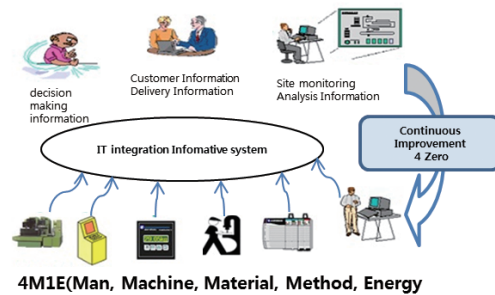 decision
making
information
Customer Information
Delivery Information
Site monitoring
Analysis Information
Continuous
Improvement
4 Zero
IT integration Informative system
4M1E(Man, Machine, Material, Method, Energy